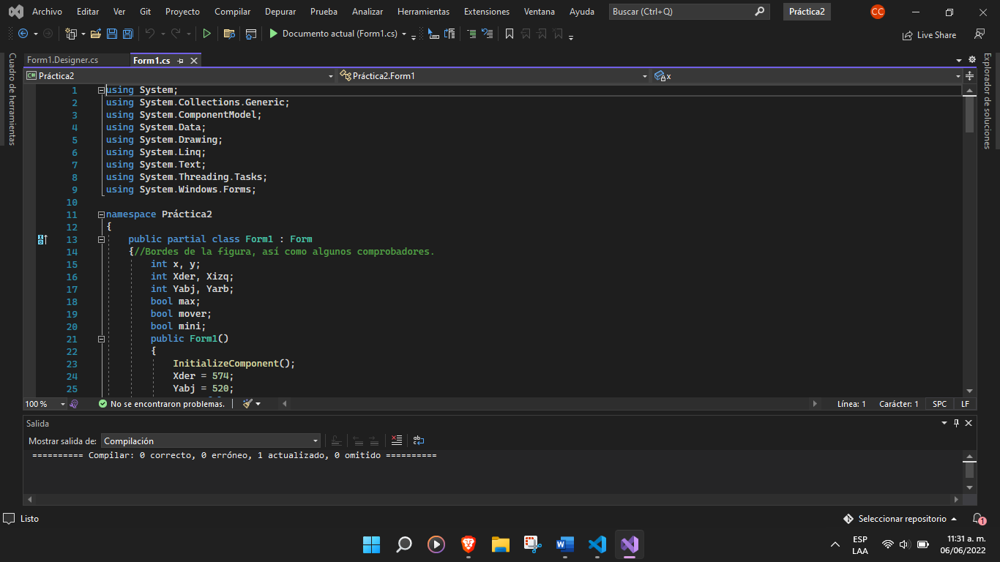 Archivo Editar Ver Git Proyecto Compilar Depurar Prueba Analizar Herramientas Extensiones Ventana Ayuda Buscar (Ctrl+Q) Práctica2 CC
Documento actual (Form1.cs) Live Share
Cuadro de herramientas
Form1.Designer.cs Form1.cs
Explorador de soluciones
C# Práctica2 Práctica2.Form1 x
1 using System;
2 using System.Collections.Generic;
3 using System.ComponentModel;
4 using System.Data;
5 using System.Drawing;
6 using System.Linq;
7 using System.Text;
8 using System.Threading.Tasks;
9 using System.Windows.Forms;
10
11 namespace Práctica2
12 {
13 public partial class Form1 : Form
14 {//Bordes de la figura, así como algunos comprobadores.
15 int x, y;
16 int Xder, Xizq;
17 int Yabj, Yarb;
18 bool max;
19 bool mover;
20 bool mini;
21 public Form1()
22 {
23 InitializeComponent();
24 Xder = 574;
25 Yabj = 520;
100 % No se encontraron problemas. Línea: 1 Carácter: 1 SPC LF
Salida
Mostrar salida de: Compilación
========== Compilar: 0 correcto, 0 erróneo, 1 actualizado, 0 omitido ==========
Listo Seleccionar repositorio 1
ESP 11:31 a. m.
LAA 06/06/2022